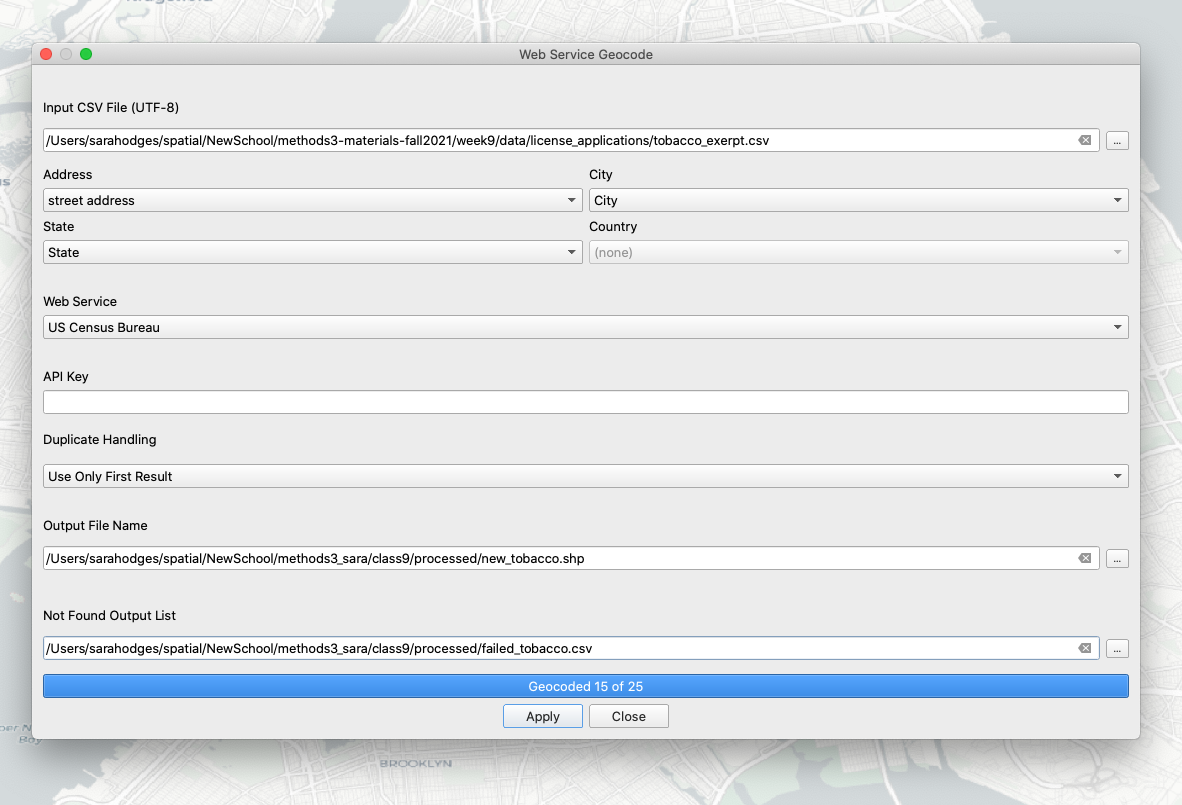 Web Service Geocode
Input CSV File (UTF-8)
/Users/sarahodges/spatial/NewSchool/methods3-materials-fall2021/week9/data/license_applications/tobacco_exerpt.csv
...
Address City
street address City
State Country
State (none)
Web Service
US Census Bureau
API Key
Duplicate Handling
Use Only First Result
Output File Name
/Users/sarahodges/spatial/NewSchool/methods3_sara/class9/processed/new_tobacco.shp
...
Not Found Output List
/Users/sarahodges/spatial/NewSchool/methods3_sara/class9/processed/failed_tobacco.csv
...
Geocoded 15 of 25
Apply Close
BROOKLYN